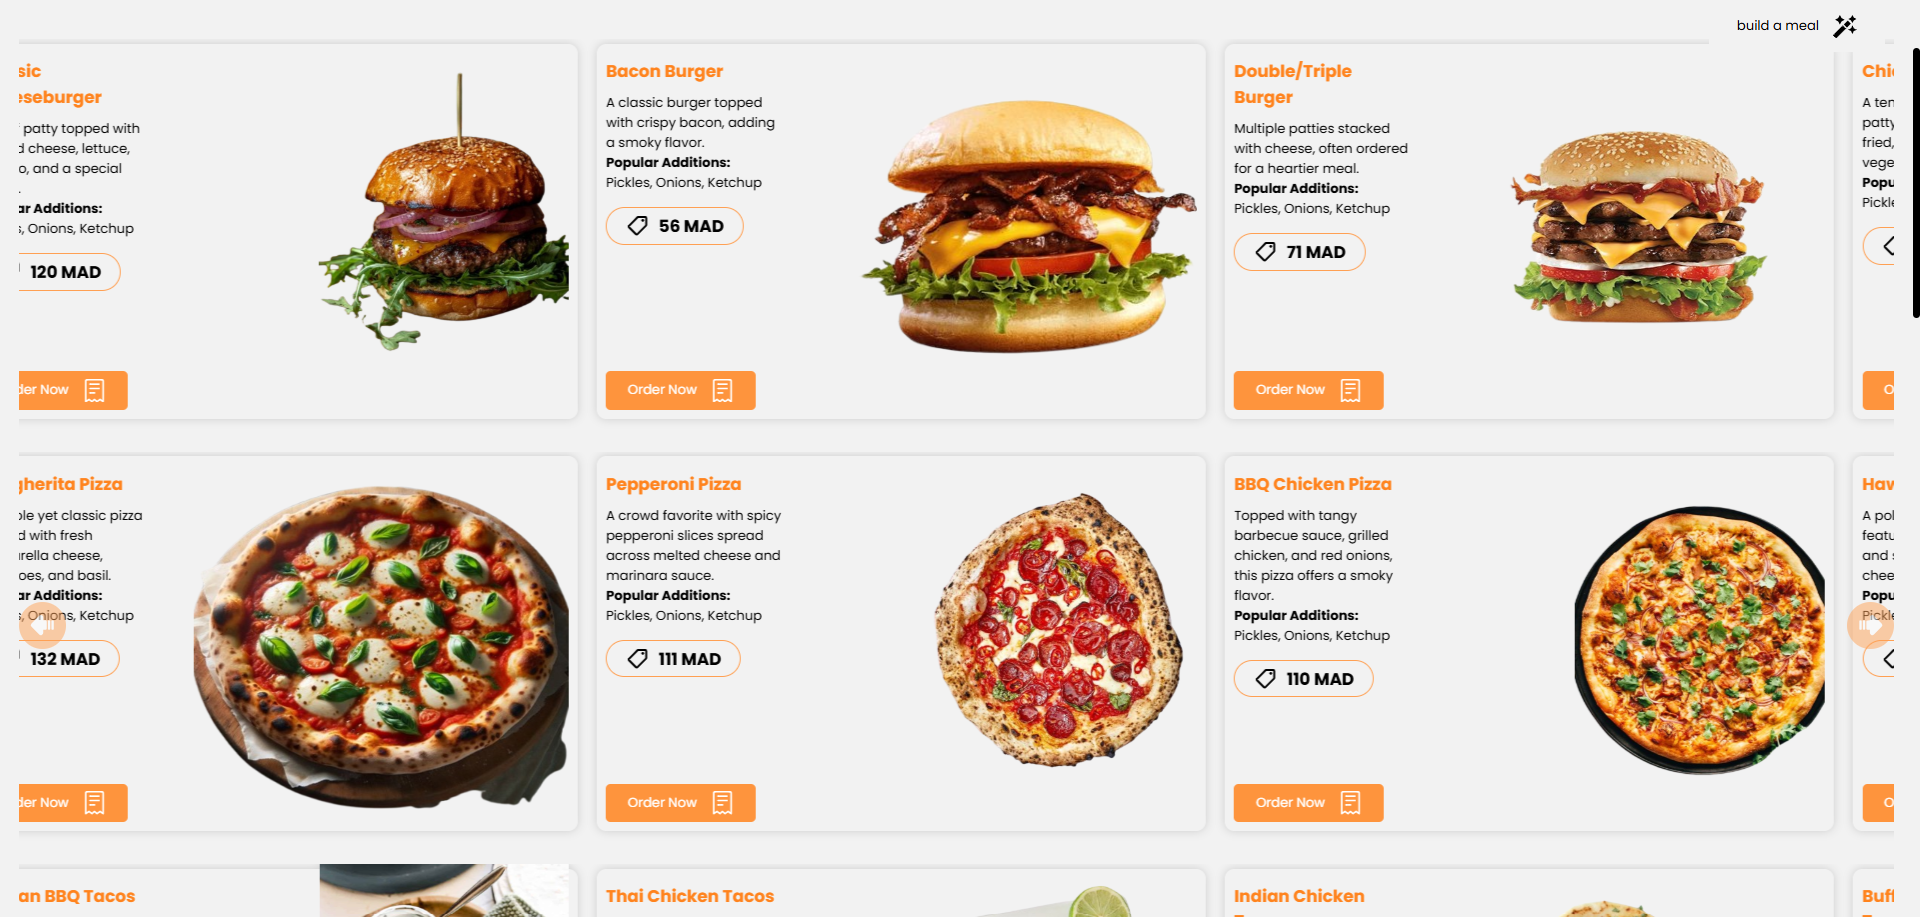 build a meal
sic
eseburger
patty topped with
d cheese, lettuce,
o, and a special
.
ar Additions:
s, Onions, Ketchup
120 MAD
der Now
Bacon Burger
A classic burger topped
with crispy bacon, adding
a smoky flavor.
Popular Additions:
Pickles, Onions, Ketchup
56 MAD
Order Now
Double/Triple
Burger
Multiple patties stacked
with cheese, often ordered
for a heartier meal.
Popular Additions:
Pickles, Onions, Ketchup
71 MAD
Order Now
Chi
A ten
patty
fried,
vege
Popu
Pickle
O
gherita Pizza
ple yet classic pizza
d with fresh
arella cheese,
oes, and basil.
ar Additions:
s, Onions, Ketchup
132 MAD
der Now
Pepperoni Pizza
A crowd favorite with spicy
pepperoni slices spread
across melted cheese and
marinara sauce.
Popular Additions:
Pickles, Onions, Ketchup
111 MAD
Order Now
BBQ Chicken Pizza
Topped with tangy
barbecue sauce, grilled
chicken, and red onions,
this pizza offers a smoky
flavor.
Popular Additions:
Pickles, Onions, Ketchup
110 MAD
Order Now
Haw
A pol
featu
and s
chee
Popu
Pickle
O
an BBQ Tacos
Thai Chicken Tacos
Indian Chicken
Buff